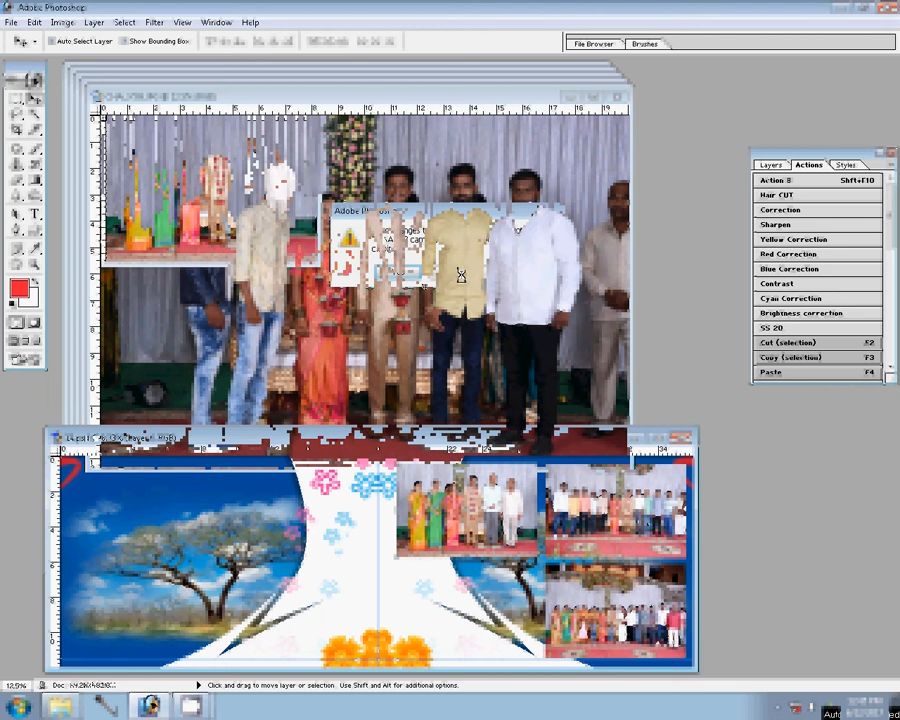 Adobe Photoshop
File Edit Image Layer Select Filter View Window Help
Auto Select Layer Show Bounding Box
File Browser Brushes
Layers Actions Styles
Action 8 Shft+F10
Hair CUT
Correction
Sharpen
Yellow Correction
Red Correction
Blue Correction
Contrast
Cyan Correction
Brightness correction
SS 20
Cut (selection) F2
Copy (selection) F3
Paste F4
Adobe
12.5% Doc: Click and drag to move layer or selection. Use Shift and Alt for additional options.